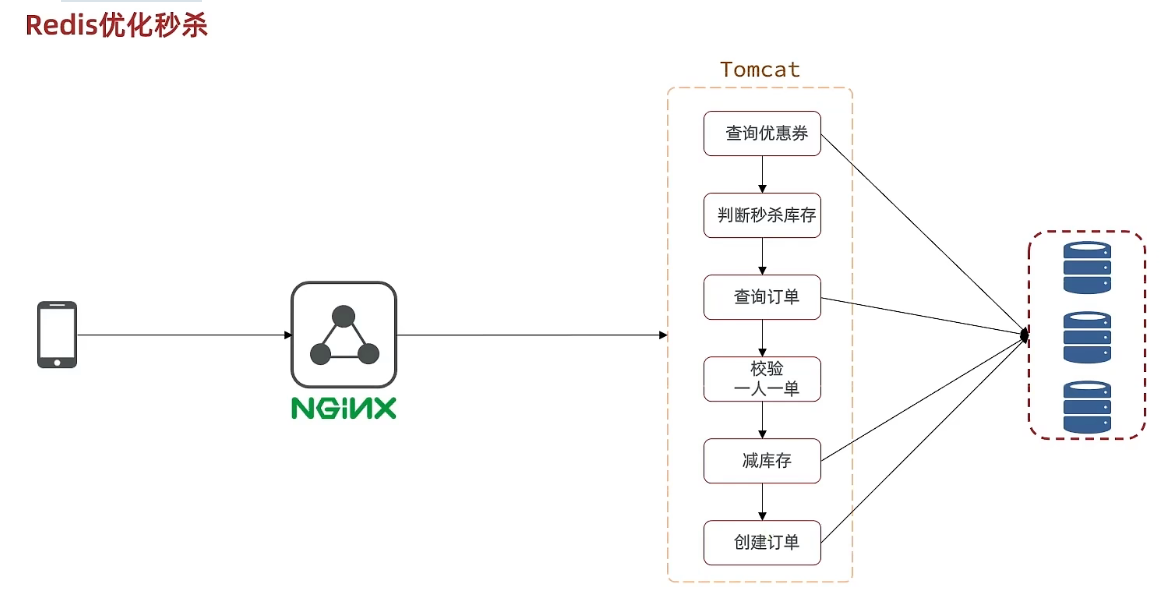 Redis优化秒杀
Tomcat
查询优惠券
判断秒杀库存
查询订单
校验
一人一单
减库存
创建订单
NGINX